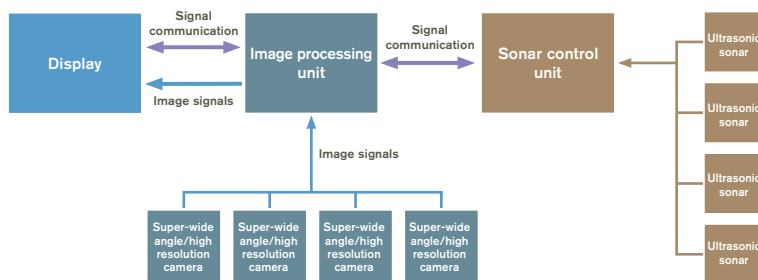 Signal
communication
Display
Image signals
Image processing
unit
Signal
communication
Sonar control
unit
Ultrasonic
sonar
Ultrasonic
sonar
Ultrasonic
sonar
Ultrasonic
sonar
Image signals
Super-wide
angle/high
resolution
camera
Super-wide
angle/high
resolution
camera
Super-wide
angle/high
resolution
camera
Super-wide
angle/high
resolution
camera